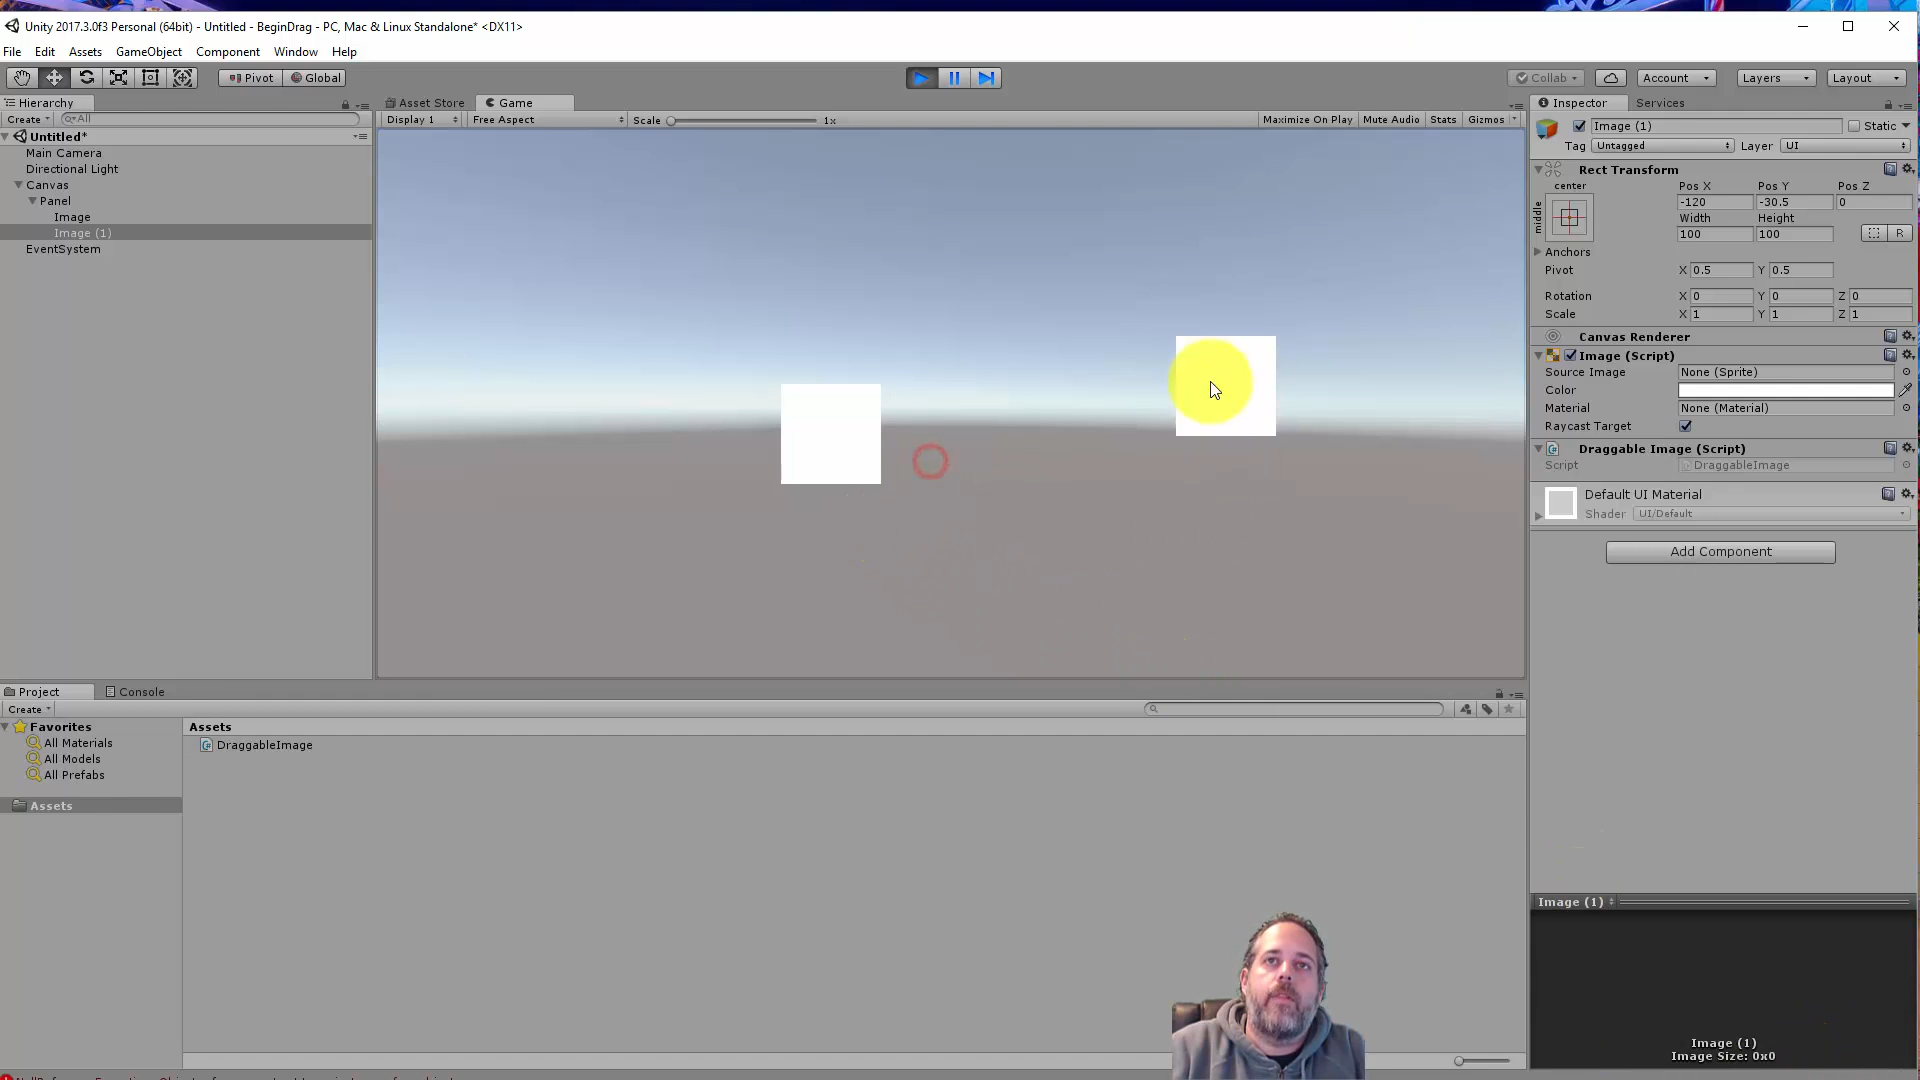 Unity 2017.3.0f3 Personal (64bit) - Untitled - BeginDrag - PC, Mac & Linux Standalone* <DX11>
File Edit Assets GameObject Component Window Help
Pivot Global Collab Account Layers Layout
Hierarchy
Create All
Untitled*
Main Camera
Directional Light
Canvas
Panel
Image
Image (1)
EventSystem
Asset Store Game
Display 1 Free Aspect Scale 1x Maximize On Play Mute Audio Stats Gizmos
Inspector Services
Image (1) Static
Tag Untagged Layer UI
Rect Transform
center Pos X Pos Y Pos Z
middle -120 -30.5 0
Width Height
100 100 R
Anchors
Pivot X 0.5 Y 0.5
Rotation X 0 Y 0 Z 0
Scale X 1 Y 1 Z 1
Canvas Renderer
Image (Script)
Source Image None (Sprite)
Color
Material None (Material)
Raycast Target
Draggable Image (Script)
Script DraggableImage
Default UI Material
Shader UI/Default
Add Component
Project Console
Create
Favorites
All Materials
All Models
All Prefabs
Assets
Assets
DraggableImage
Image (1)
Image (1)
Image Size: 0x0